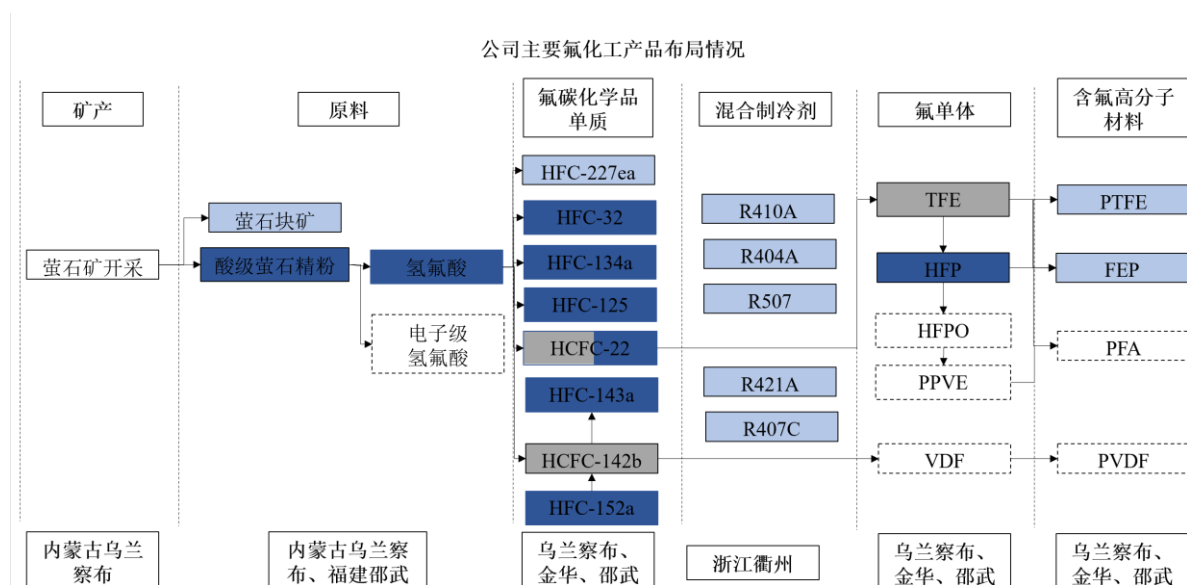 公司主要氟化工产品布局情况
矿产
原料
氟碳化学品
单质
混合制冷剂
氟单体
含氟高分子
材料
萤石矿开采
萤石块矿
酸级萤石精粉
氢氟酸
电子级
氢氟酸
HFC-227ea
HFC-32
HFC-134a
HFC-125
HCFC-22
HFC-143a
HCFC-142b
HFC-152a
R410A
R404A
R507
R421A
R407C
TFE
HFP
HFPO
PPVE
VDF
PTFE
FEP
PFA
PVDF
内蒙古乌兰
察布
内蒙古乌兰察
布、福建邵武
乌兰察布、
金华、邵武
浙江衢州
乌兰察布、
金华、邵武
乌兰察布、
金华、邵武